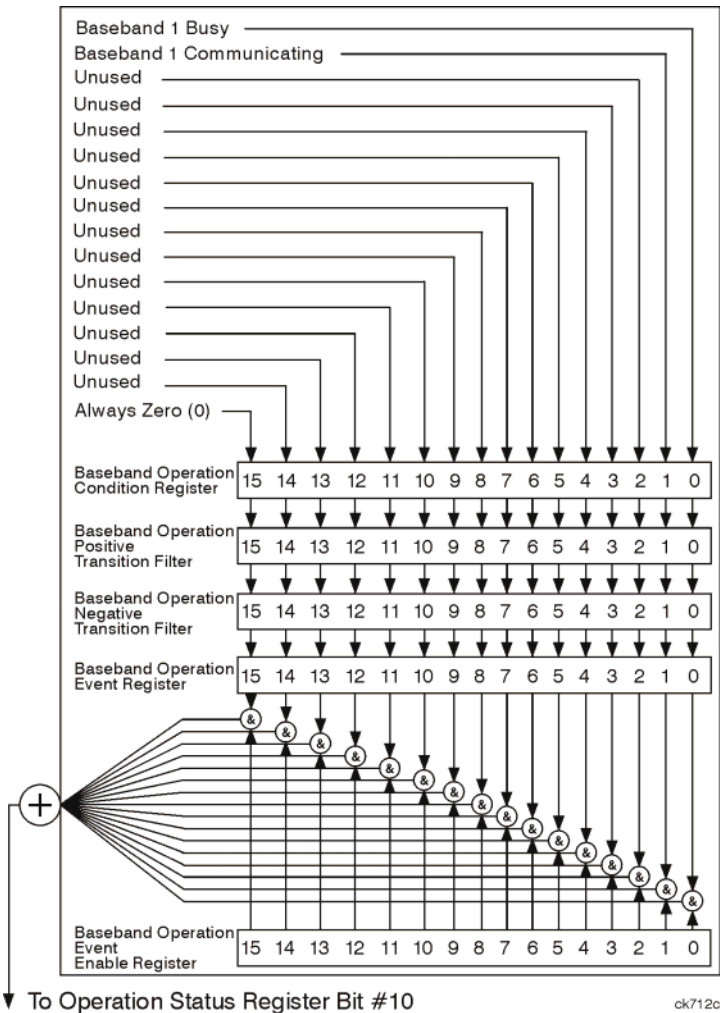 Baseband 1 Busy
Baseband 1 Communicating
Unused
Unused
Unused
Unused
Unused
Unused
Unused
Unused
Unused
Unused
Unused
Unused
Unused
Always Zero (0)
Baseband Operation
Condition Register
15 14 13 12 11 10 9 8 7 6 5 4 3 2 1 0
Baseband Operation
Positive
Transition Filter
15 14 13 12 11 10 9 8 7 6 5 4 3 2 1 0
Baseband Operation
Negative
Transition Filter
15 14 13 12 11 10 9 8 7 6 5 4 3 2 1 0
Baseband Operation
Event Register
15 14 13 12 11 10 9 8 7 6 5 4 3 2 1 0
& & & & & & & & & & & & & & & &
+
Baseband Operation
Event
Enable Register
15 14 13 12 11 10 9 8 7 6 5 4 3 2 1 0
To Operation Status Register Bit #10
ck712c